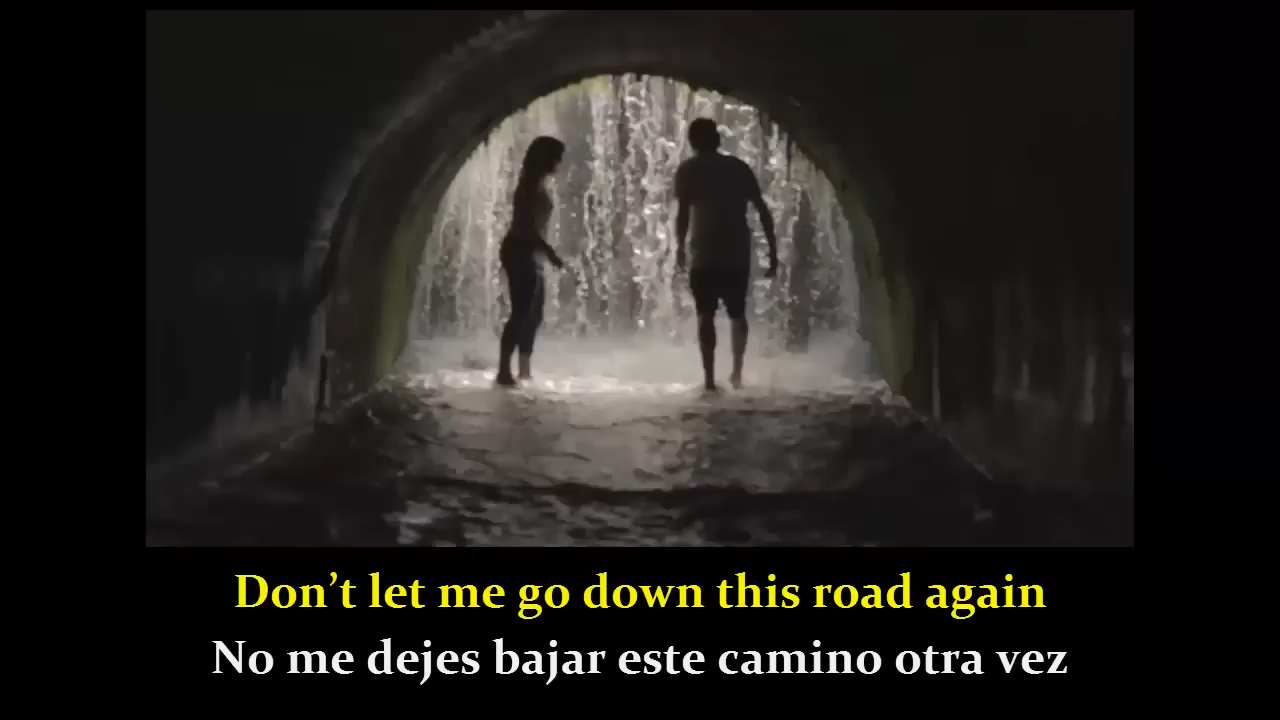 Don’t let me go down this road again
No me dejes bajar este camino otra vez